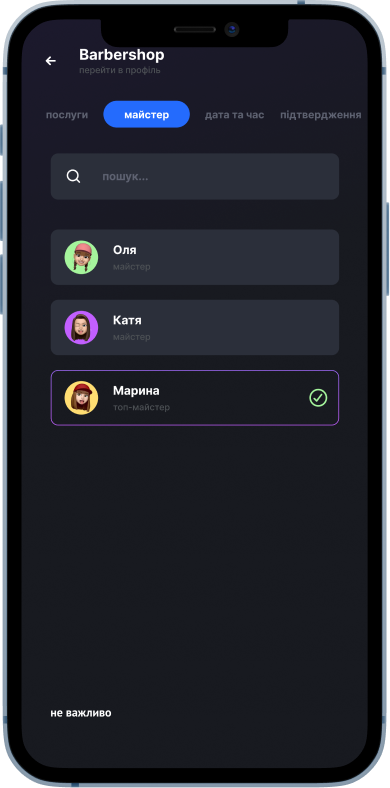 Barbershop
перейти в профіль
послуги майстер дата та час підтвердження
пошук...
Оля
майстер
Катя
майстер
Марина
топ-майстер
не важливо